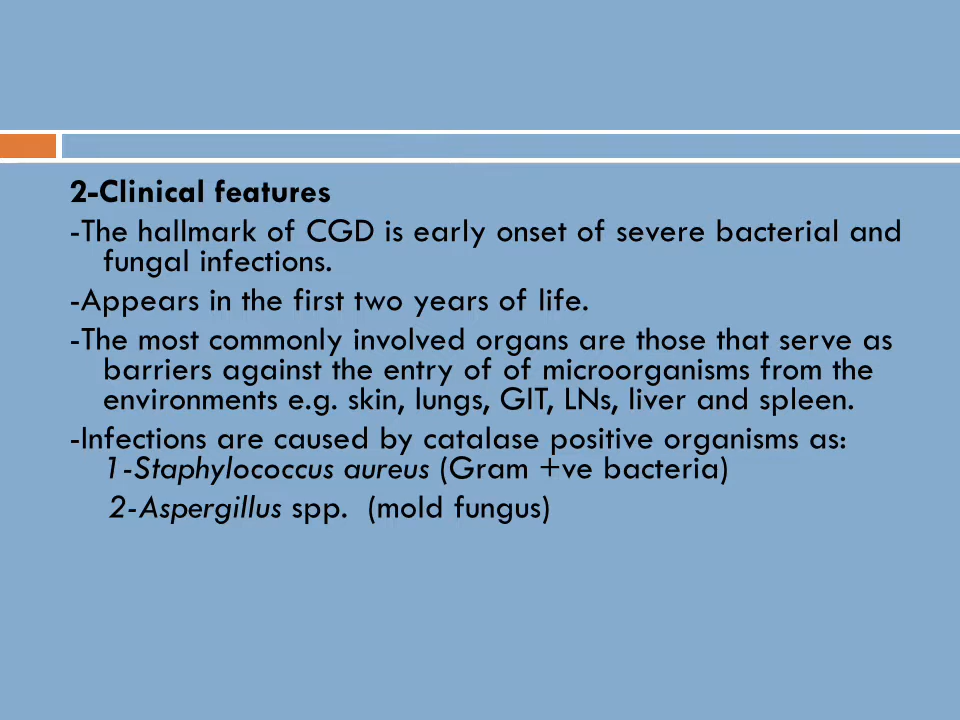 2-Clinical features
-The hallmark of CGD is early onset of severe bacterial and
fungal infections.
-Appears in the first two years of life.
-The most commonly involved organs are those that serve as
barriers against the entry of of microorganisms from the
environments e.g. skin, lungs, GIT, LNs, liver and spleen.
-Infections are caused by catalase positive organisms as:
1-Staphylococcus aureus (Gram +ve bacteria)
2-Aspergillus spp. (mold fungus)